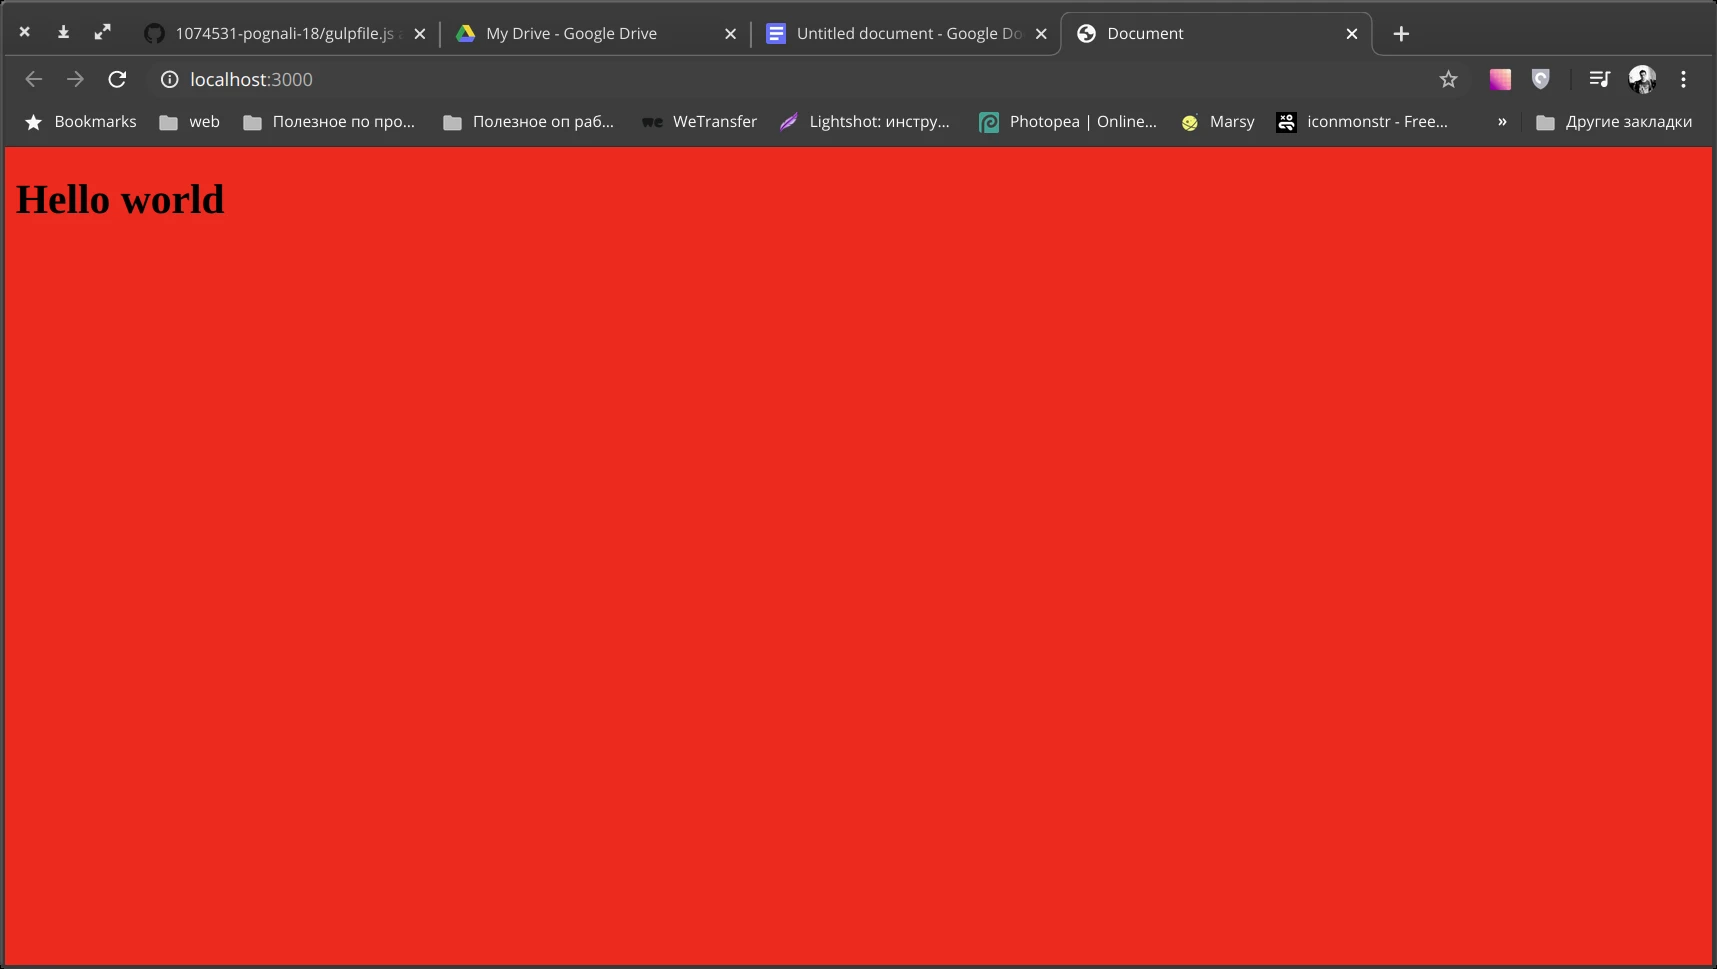 1074531-pognali-18/gulpfile.js a
My Drive - Google Drive
Untitled document - Google Do
Document
localhost:3000
Bookmarks
web
Полезное по про...
Полезное оп раб...
WeTransfer
Lightshot: инстру...
Photopea | Online...
Marsy
iconmonstr - Free...
»
Другие закладки
Hello world